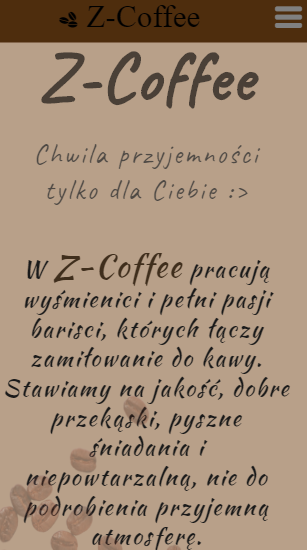 Z-Coffee
Z-Coffee
Chwila przyjemności
tylko dla Ciebie :>
W Z-Coffee pracują
wyśmienici i pełni pasji
barisci, których łączy
zamiłowanie do kawy.
Stawiamy na jakość, dobre
przekąski, pyszne
śniadania i
niepowtarzalną, nie do
podrobienia przyjemną
atmosferę.